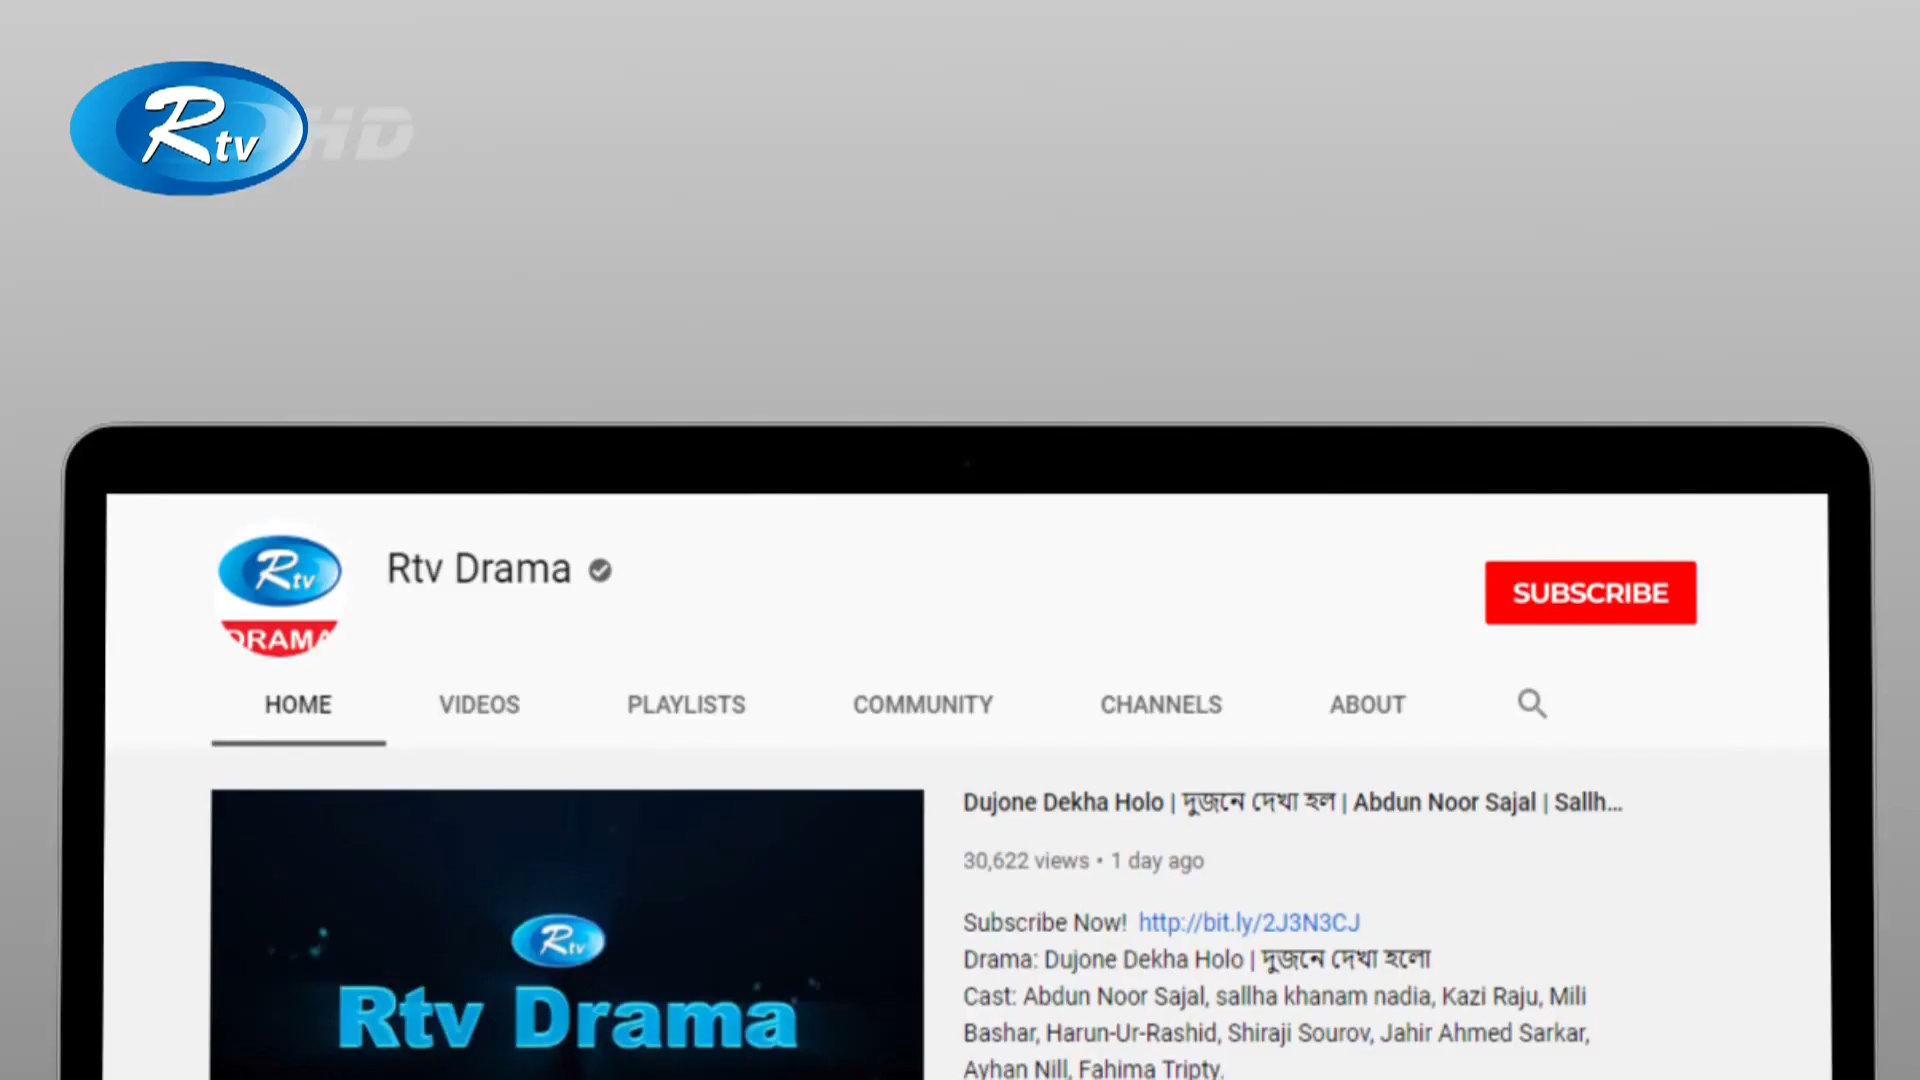 Rtv HD
Rtv Drama
Rtv
DRAMA
SUBSCRIBE
HOME VIDEOS PLAYLISTS COMMUNITY CHANNELS ABOUT
Dujone Dekha Holo | দুজনে দেখা হল | Abdun Noor Sajal | Sallh...
30,622 views • 1 day ago
Subscribe Now! http://bit.ly/2J3N3CJ
Drama: Dujone Dekha Holo | দুজনে দেখা হলো
Cast: Abdun Noor Sajal, sallha khanam nadia, Kazi Raju, Mili
Bashar, Harun-Ur-Rashid, Shiraji Sourov, Jahir Ahmed Sarkar,
Ayhan Nill, Fahima Tripty.
Rtv
Rtv Drama